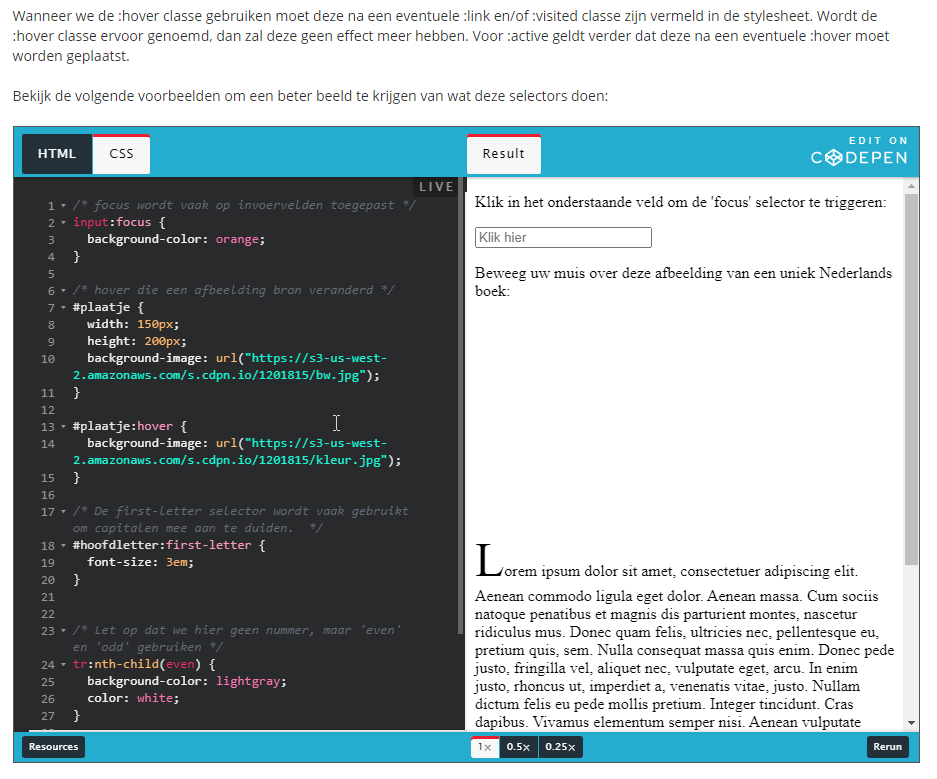 Wanneer we de :hover classe gebruiken moet deze na een eventuele :link en/of :visited classe zijn vermeld in de stylesheet. Wordt de
:hover classe ervoor genoemd, dan zal deze geen effect meer hebben. Voor :active geldt verder dat deze na een eventuele :hover moet
worden geplaatst.
Bekijk de volgende voorbeelden om een beter beeld te krijgen van wat deze selectors doen:
HTML
CSS
Result
EDIT ON
CODEPEN
LIVE
1 /* focus wordt vaak op invoervelden toegepast */
2 input:focus {
3 background-color: orange;
4 }
5
6 /* hover die een afbeelding bron veranderd */
7 #plaatje {
8 width: 150px;
9 height: 200px;
10 background-image: url("https://s3-us-west-
2.amazonaws.com/s.cdpn.io/1201815/bw.jpg");
11 }
12
13 #plaatje:hover {
14 background-image: url("https://s3-us-west-
2.amazonaws.com/s.cdpn.io/1201815/kleur.jpg");
15 }
16
17 /* De first-letter selector wordt vaak gebruikt
om capitalen mee aan te duiden. */
18 #hoofdletter:first-letter {
19 font-size: 3em;
20 }
21
22
23 /* Let op dat we hier geen nummer, maar 'even'
en 'odd' gebruiken */
24 tr:nth-child(even) {
25 background-color: lightgray;
26 color: white;
27 }
Klik in het onderstaande veld om de 'focus' selector te triggeren:
Klik hier
Beweeg uw muis over deze afbeelding van een uniek Nederlands
boek:
Lorem ipsum dolor sit amet, consectetuer adipiscing elit.
Aenean commodo ligula eget dolor. Aenean massa. Cum sociis
natoque penatibus et magnis dis parturient montes, nascetur
ridiculus mus. Donec quam felis, ultricies nec, pellentesque eu,
pretium quis, sem. Nulla consequat massa quis enim. Donec pede
justo, fringilla vel, aliquet nec, vulputate eget, arcu. In enim
justo, rhoncus ut, imperdiet a, venenatis vitae, justo. Nullam
dictum felis eu pede mollis pretium. Integer tincidunt. Cras
dapibus. Vivamus elementum semper nisi. Aenean vulputate
Resources
1x
0.5x
0.25x
Rerun